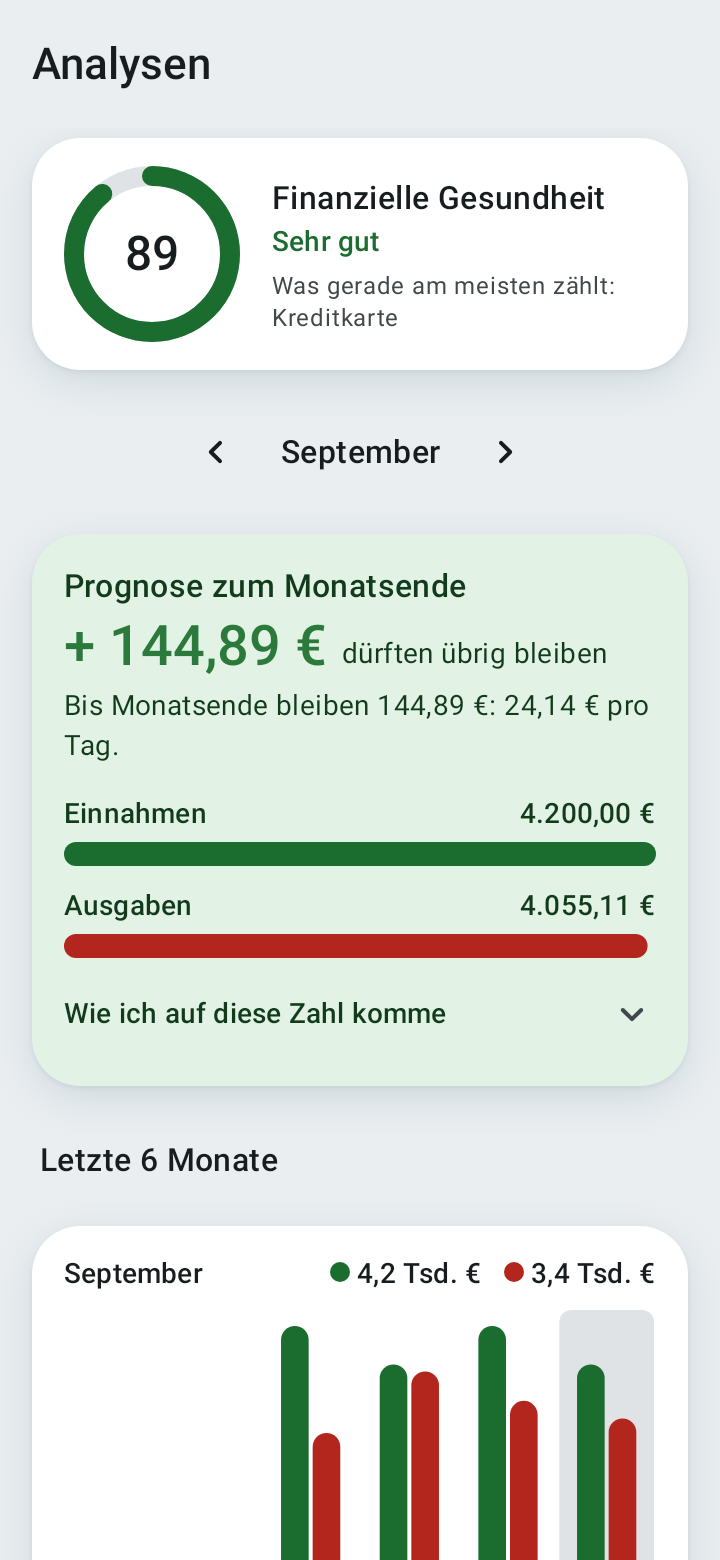 Analysen
89
Finanzielle Gesundheit
Sehr gut
Was gerade am meisten zählt:
Kreditkarte
September
Prognose zum Monatsende
+ 144,89 € dürften übrig bleiben
Bis Monatsende bleiben 144,89 €: 24,14 € pro
Tag.
Einnahmen 4.200,00 €
Ausgaben 4.055,11 €
Wie ich auf diese Zahl komme
Letzte 6 Monate
September 4,2 Tsd. € 3,4 Tsd. €